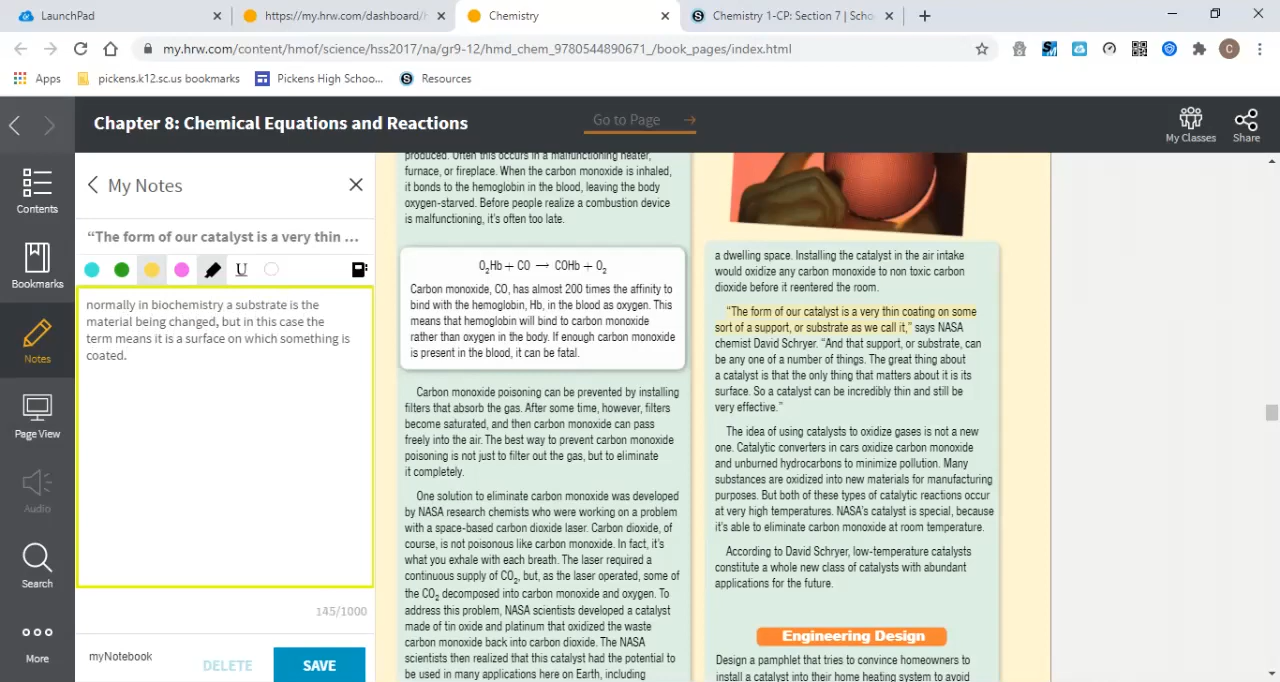 LaunchPad
https://my.hrw.com/dashboard/h
Chemistry
Chemistry 1-CP: Section 7 | Scho
my.hrw.com/content/hmof/science/hss2017/na/gr9-12/hmd_chem_9780544890671_/book_pages/index.html
C
Apps
pickens.k12.sc.us bookmarks
Pickens High Schoo...
Resources
Chapter 8: Chemical Equations and Reactions
Go to Page
My Classes
Share
Contents
Bookmarks
Notes
Page View
Audio
Search
More
My Notes
“The form of our catalyst is a very thin ...
U
normally in biochemistry a substrate is the
material being changed, but in this case the
term means it is a surface on which something is
coated.
145/1000
myNotebook
DELETE
SAVE
produced. Often this occurs in a malfunctioning heater,
furnace, or fireplace. When the carbon monoxide is inhaled,
it bonds to the hemoglobin in the blood, leaving the body
oxygen-starved. Before people realize a combustion device
is malfunctioning, it’s often too late.
O₂Hb + CO → COHb + O₂
Carbon monoxide, CO, has almost 200 times the affinity to
bind with the hemoglobin, Hb, in the blood as oxygen. This
means that hemoglobin will bind to carbon monoxide
rather than oxygen in the body. If enough carbon monoxide
is present in the blood, it can be fatal.
Carbon monoxide poisoning can be prevented by installing
filters that absorb the gas. After some time, however, filters
become saturated, and then carbon monoxide can pass
freely into the air. The best way to prevent carbon monoxide
poisoning is not just to filter out the gas, but to eliminate
it completely.
One solution to eliminate carbon monoxide was developed
by NASA research chemists who were working on a problem
with a space-based carbon dioxide laser. Carbon dioxide, of
course, is not poisonous like carbon monoxide. In fact, it’s
what you exhale with each breath. The laser required a
continuous supply of CO₂, but, as the laser operated, some of
the CO₂ decomposed into carbon monoxide and oxygen. To
address this problem, NASA scientists developed a catalyst
made of tin oxide and platinum that oxidized the waste
carbon monoxide back into carbon dioxide. The NASA
scientists then realized that this catalyst had the potential to
be used in many applications here on Earth, including
a dwelling space. Installing the catalyst in the air intake
would oxidize any carbon monoxide to non toxic carbon
dioxide before it reentered the room.
“The form of our catalyst is a very thin coating on some
sort of a support, or substrate as we call it,” says NASA
chemist David Schryer. “And that support, or substrate, can
be any one of a number of things. The great thing about
a catalyst is that the only thing that matters about it is its
surface. So a catalyst can be incredibly thin and still be
very effective.”
The idea of using catalysts to oxidize gases is not a new
one. Catalytic converters in cars oxidize carbon monoxide
and unburned hydrocarbons to minimize pollution. Many
substances are oxidized into new materials for manufacturing
purposes. But both of these types of catalytic reactions occur
at very high temperatures. NASA’s catalyst is special, because
it’s able to eliminate carbon monoxide at room temperature.
According to David Schryer, low-temperature catalysts
constitute a whole new class of catalysts with abundant
applications for the future.
Engineering Design
Design a pamphlet that tries to convince homeowners to
install a catalyst into their home heating system to avoid